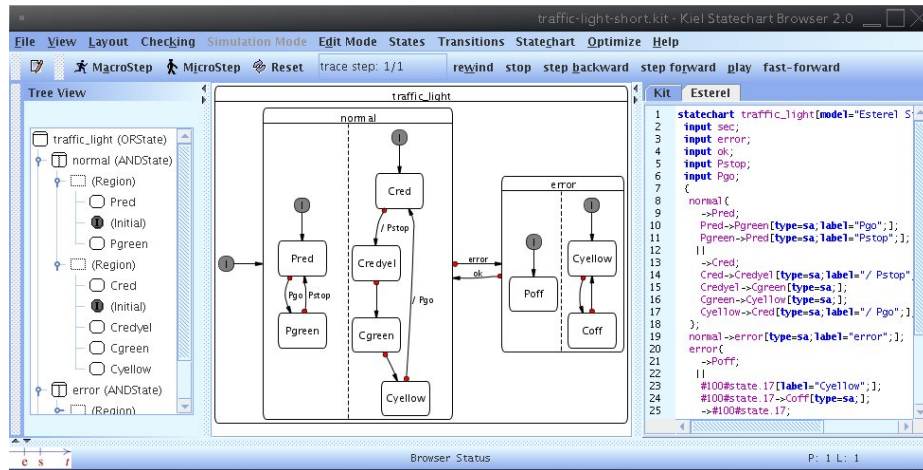 traffic-light-short.kit - Kiel Statechart Browser 2.0
File View Layout Checking Simulation Mode Edit Mode States Transitions Statechart Optimize Help
MacroStep MicroStep Reset trace step: 1/1 rewind stop step backward step forward play fast-forward
Tree View
traffic_light (ORState)
normal (ANDState)
(Region)
Pred
(Initial)
Pgreen
(Region)
Cred
(Initial)
Credyel
Cgreen
Cyellow
error (ANDState)
(Region)
traffic_light
normal
I
Cred
I
Pred
/ Pstop
Credyel
I
Pgo
Pstop
/ Pgo
Pgreen
Cgreen
Cyellow
error
ok
error
I
I
Cyellow
Poff
Coff
Kit Esterel
1 statechart traffic_light[model="Esterel S
2 input sec;
3 input error;
4 input ok;
5 input Pstop;
6 input Pgo;
7 {
8 normal{
9 ->Pred;
10 Pred->Pgreen[type=sa;label="Pgo";];
11 Pgreen->Pred[type=sa;label="Pstop";];
12 ||
13 ->Cred;
14 Cred->Credyel[type=sa;label="/ Pstop";
15 Credyel->Cgreen[type=sa;];
16 Cgreen->Cyellow[type=sa;];
17 Cyellow->Cred[type=sa;label="/ Pgo";];
18 };
19 normal->error[type=sa;label="error";];
20 error{
21 ->Poff;
22 ||
23 #100#state.17[label="Cyellow";];
24 #100#state.17->Coff[type=sa;];
25 ->#100#state.17;
e s t
Browser Status
P: 1 L: 1